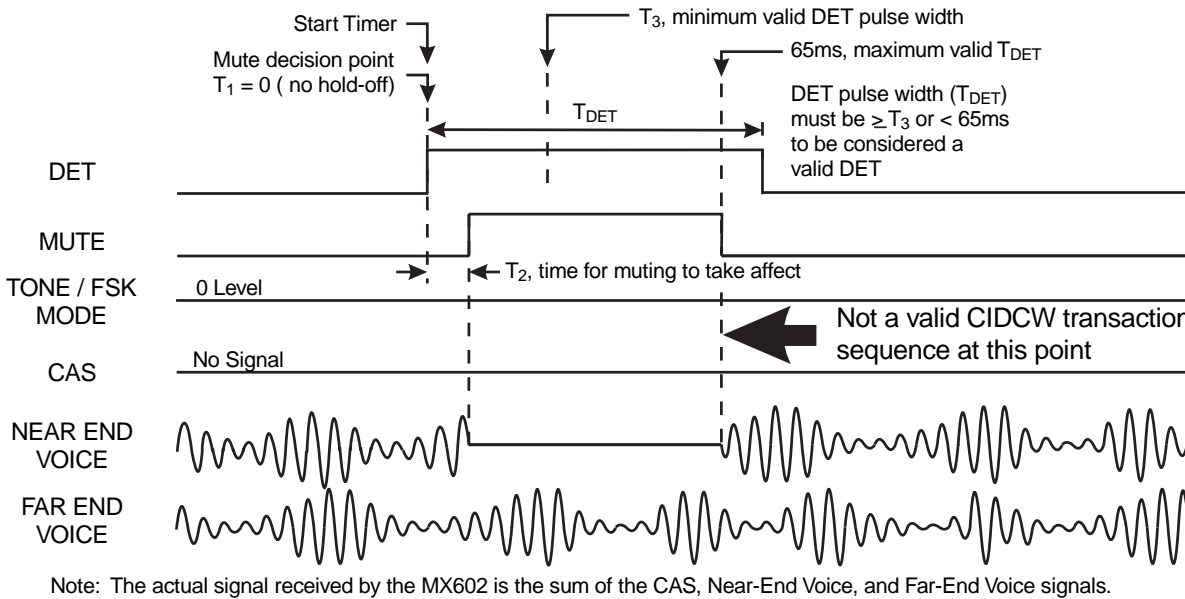 Start Timer
T3, minimum valid DET pulse width
Mute decision point
T1 = 0 ( no hold-off)
65ms, maximum valid TDET
DET pulse width (TDET)
must be ≥T3 or < 65ms
to be considered a
valid DET
TDET
DET
MUTE
T2, time for muting to take affect
TONE / FSK
MODE
0 Level
Not a valid CIDCW transaction
sequence at this point
CAS
No Signal
NEAR END
VOICE
FAR END
VOICE
Note: The actual signal received by the MX602 is the sum of the CAS, Near-End Voice, and Far-End Voice signals.